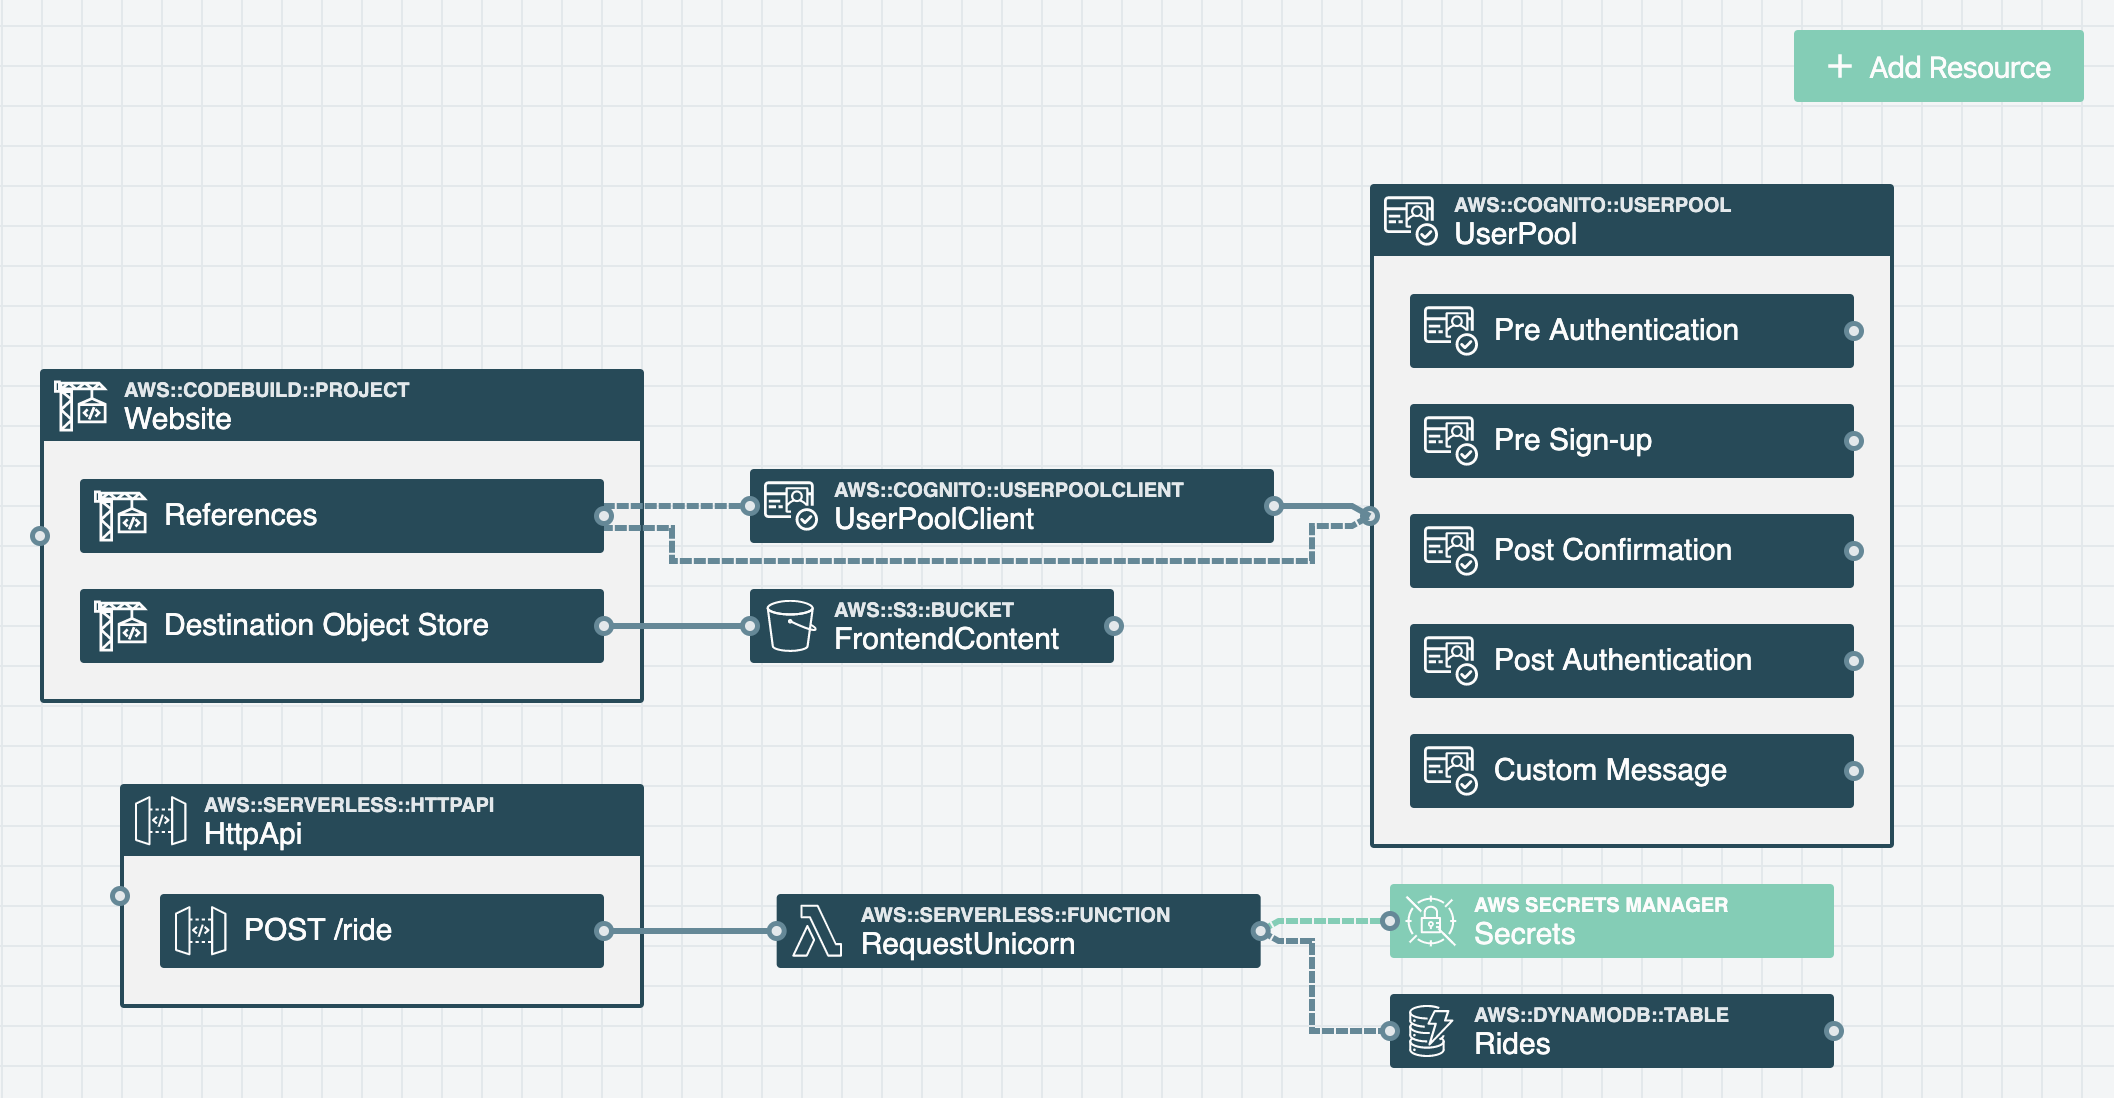 + Add Resource
AWS::COGNITO::USERPOOL
UserPool
Pre Authentication
Pre Sign-up
Post Confirmation
Post Authentication
Custom Message
AWS::CODEBUILD::PROJECT
Website
References
Destination Object Store
AWS::COGNITO::USERPOOLCLIENT
UserPoolClient
AWS::S3::BUCKET
FrontendContent
AWS::SERVERLESS::HTTPAPI
HttpApi
POST /ride
AWS::SERVERLESS::FUNCTION
RequestUnicorn
AWS SECRETS MANAGER
Secrets
AWS::DYNAMODB::TABLE
Rides